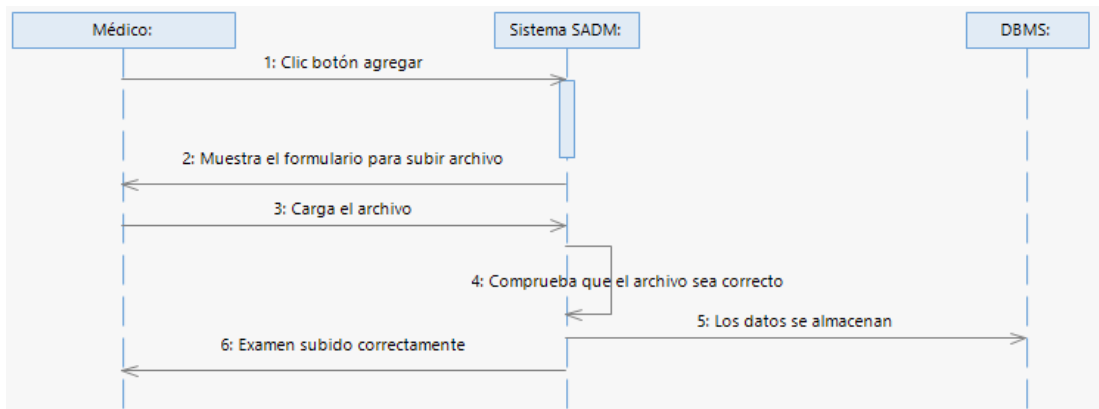 Médico:
Sistema SADM:
DBMS:
1: Clic botón agregar
2: Muestra el formulario para subir archivo
3: Carga el archivo
4: Comprueba que el archivo sea correcto
5: Los datos se almacenan
6: Examen subido correctamente